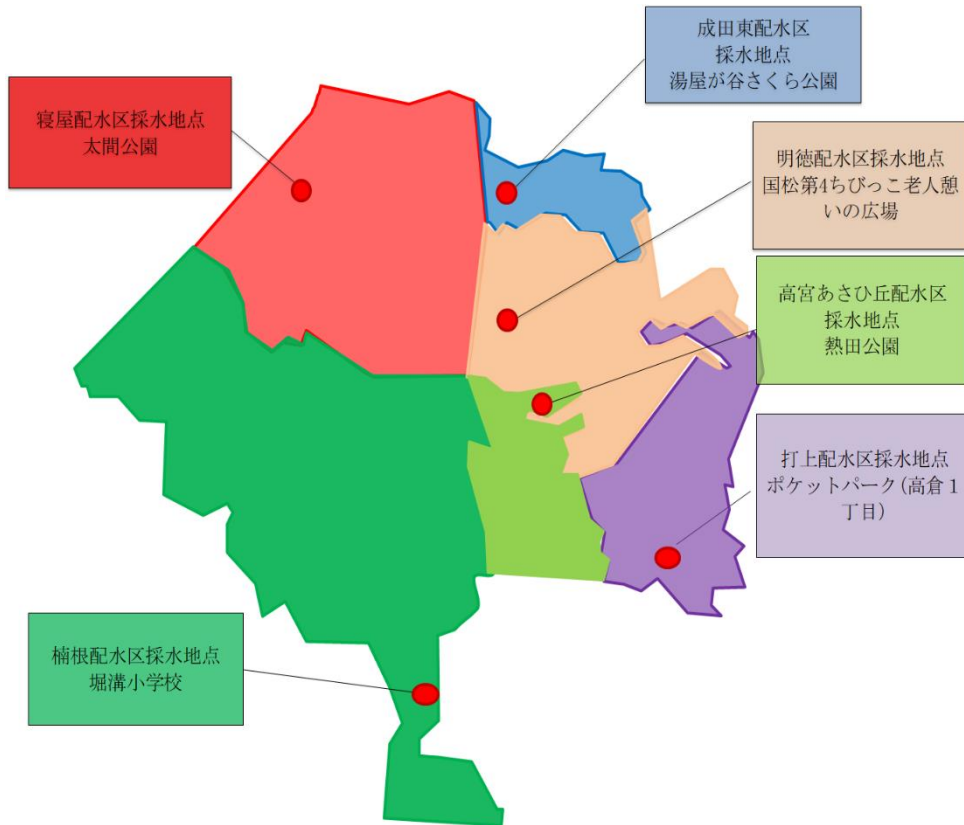 成田東配水区
採水地点
湯屋が谷さくら公園
寝屋配水区採水地点
太間公園
明徳配水区採水地点
国松第4ちびっこ老人憩
いの広場
高宮あさひ丘配水区
採水地点
熱田公園
打上配水区採水地点
ポケットパーク(高倉1
丁目)
楠根配水区採水地点
堀溝小学校